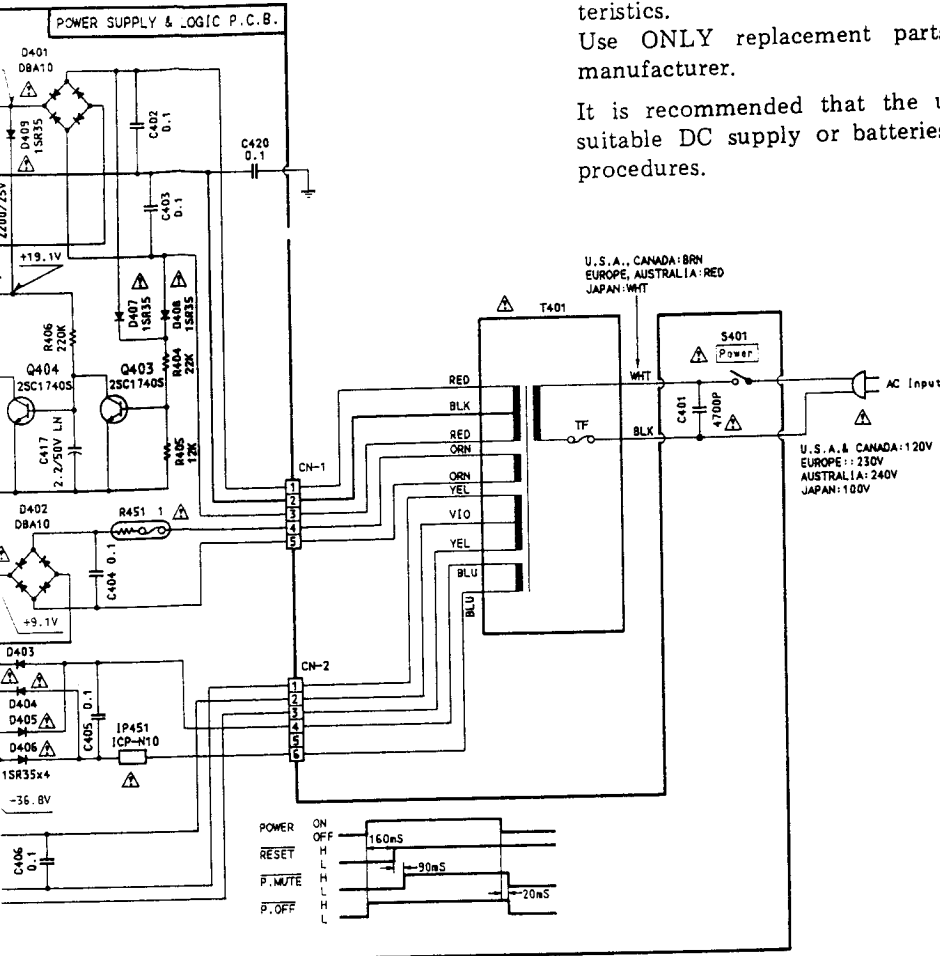 POWER SUPPLY & LOGIC P.C.B.
teristics.
Use ONLY replacement parts
manufacturer.
It is recommended that the
suitable DC supply or batteries
procedures.
D401
DBA10
D409
1SR35
C402
0.1
C420
0.1
C403
0.1
2200/25V
+19.1V
D407
1SR35
D408
1SR35
R406
220K
R404
22K
Q404
2SC1740S
Q403
2SC1740S
C417
2.2/50V LN
R405
12K
U.S.A., CANADA:BRN
EUROPE, AUSTRALIA:RED
JAPAN:WHT
T401
S401
Power
RED
BLK
RED
ORN
ORN
YEL
VIO
YEL
BLU
BLU
WHT
TF
BLK
C401
4700P
AC Input
U.S.A.& CANADA:120V
EUROPE::230V
AUSTRALIA:240V
JAPAN:100V
CN-1
1
2
3
4
5
D402
DBA10
R451 1
C404 0.1
+9.1V
D403
D404
D405
D406
1SR35x4
C405 0.1
IP451
ICP-N10
CN-2
1
2
3
4
5
6
-36.8V
C406
0.1
POWER ON
OFF
160mS
RESET H
L
90mS
P.MUTE H
L
20mS
P.OFF H
L